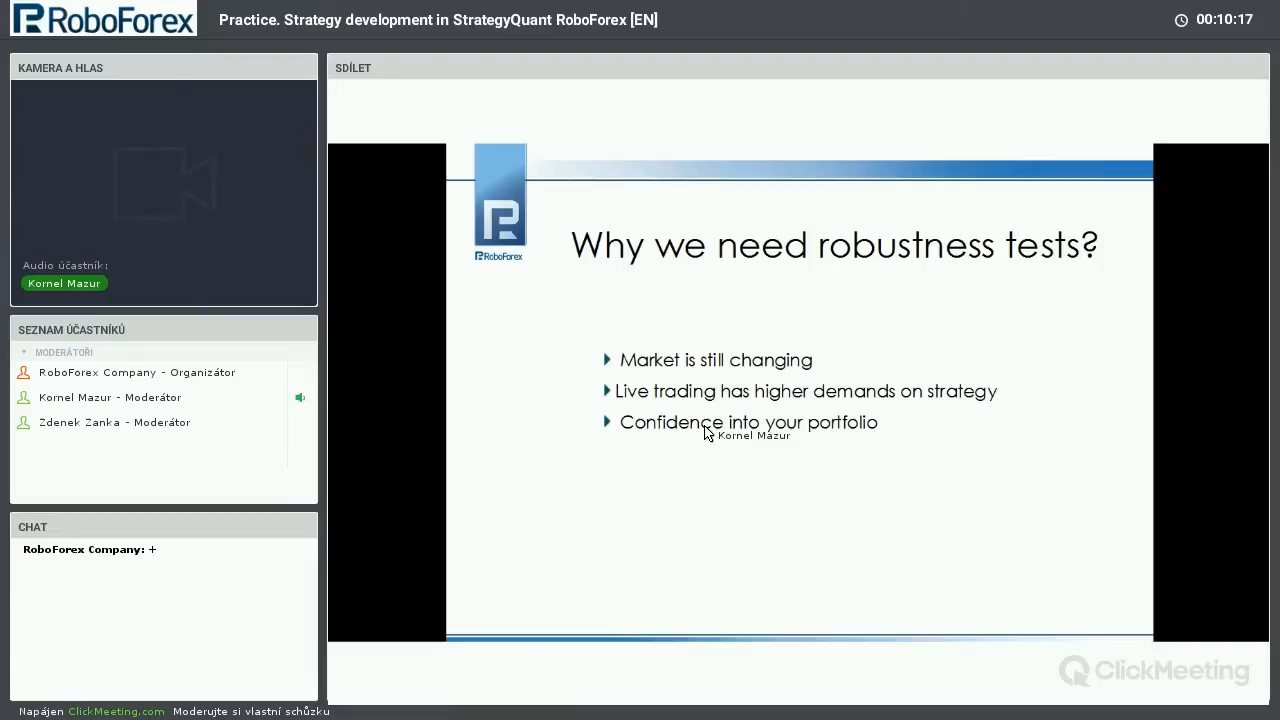 RoboForex
Practice. Strategy development in StrategyQuant RoboForex [EN]
00:10:17
KAMERA A HLAS
Audio účastník:
Kornel Mazur
SEZNAM ÚČASTNÍKŮ
MODERÁTOŘI
RoboForex Company - Organizátor
Kornel Mazur - Moderátor
Zdenek Zanka - Moderátor
CHAT
RoboForex Company: +
SDÍLET
RoboForex
Why we need robustness tests?
Market is still changing
Live trading has higher demands on strategy
Confidence into your portfolio
Kornel Mazur
ClickMeeting
Napájen ClickMeeting.com Moderujte si vlastní schůzku